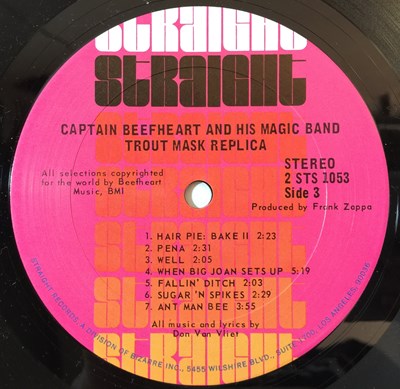 STRAIGHT
STRAIGHT
CAPTAIN BEEFHEART AND HIS MAGIC BAND
TROUT MASK REPLICA
All selections copyrighted
for the world by Beefheart
Music, BMI
STEREO
2 STS 1053
Side 3
Produced by Frank Zappa
1. HAIR PIE: BAKE II 2:23
2. PENA 2:31
3. WELL 2:05
4. WHEN BIG JOAN SETS UP 5:19
5. FALLIN' DITCH 2:03
6. SUGAR 'N SPIKES 2:29
7. ANT MAN BEE 3:55
All music and lyrics by
Don Van Vliet
STRAIGHT
STRAIGHT RECORDS, A DIVISION OF BIZARRE INC., 5455 WILSHIRE BLVD., SUITE 1700, LOS ANGELES, 90036